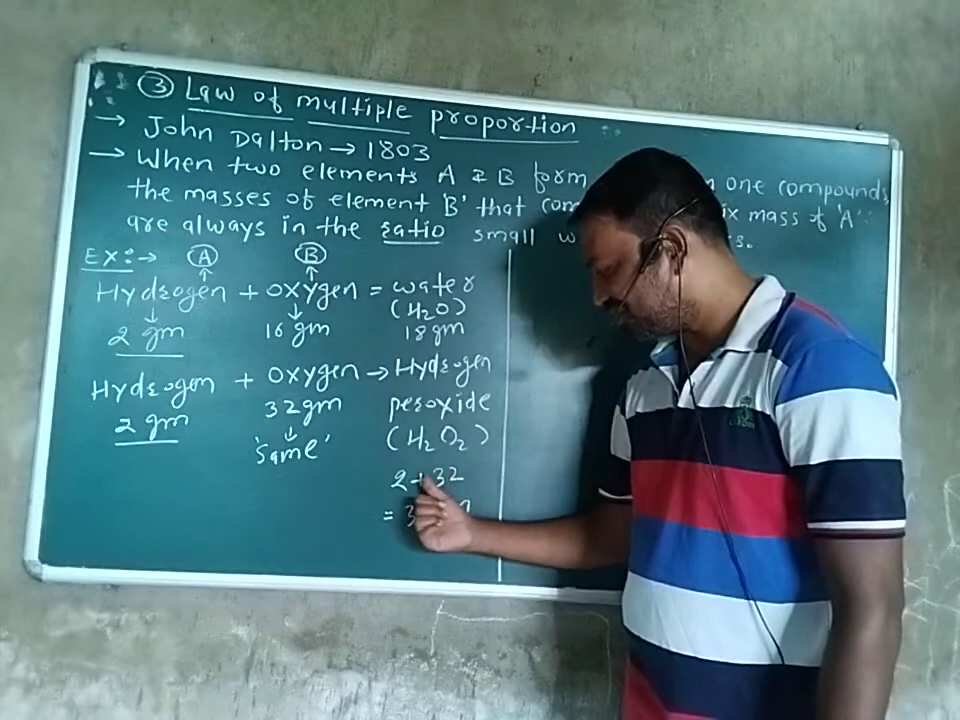 ③ Law of multiple proportion
→ John Dalton → 1803
→ When two elements A & B form one compounds,
the masses of element 'B' that com mass of 'A'
are always in the ratio small
Ex:→ Ⓐ Ⓑ
Hydrogen + Oxygen = water
↓ ↓ (H₂O)
2 gm 16 gm 18 gm
Hydrogen + Oxygen → Hydrogen
2 gm 32gm peroxide
↓ (H₂O₂)
'same'
2+32
= 3